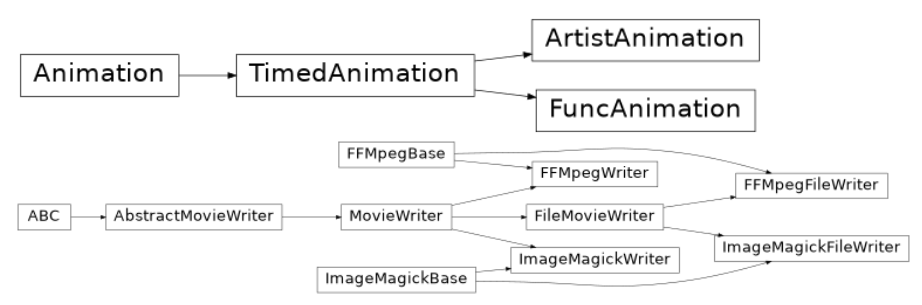 ArtistAnimation
Animation
TimedAnimation
FuncAnimation
FFMpegBase
FFMpegWriter
FFMpegFileWriter
ABC
AbstractMovieWriter
MovieWriter
FileMovieWriter
ImageMagickFileWriter
ImageMagickWriter
ImageMagickBase